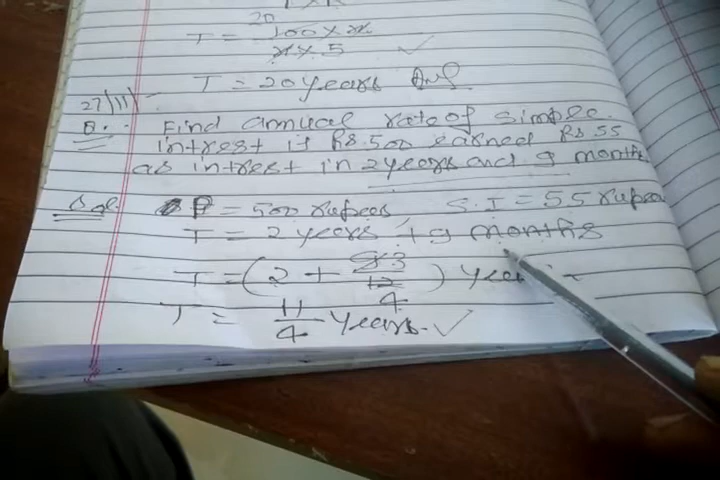 20
T = 100 × x
x × 5 ✓
T = 20 years Ans
27/11/-
Q. :- Find annual rate of simple
intrest if Rs.500 earned Rs 55
as intrest in 2 years and 9 months
Sol. P = 500 rupees S.I = 55 rupees
T = 2 years + 9 months
T = (2 + 9 3 / 12 4) years
T = 11/4 years. ✓